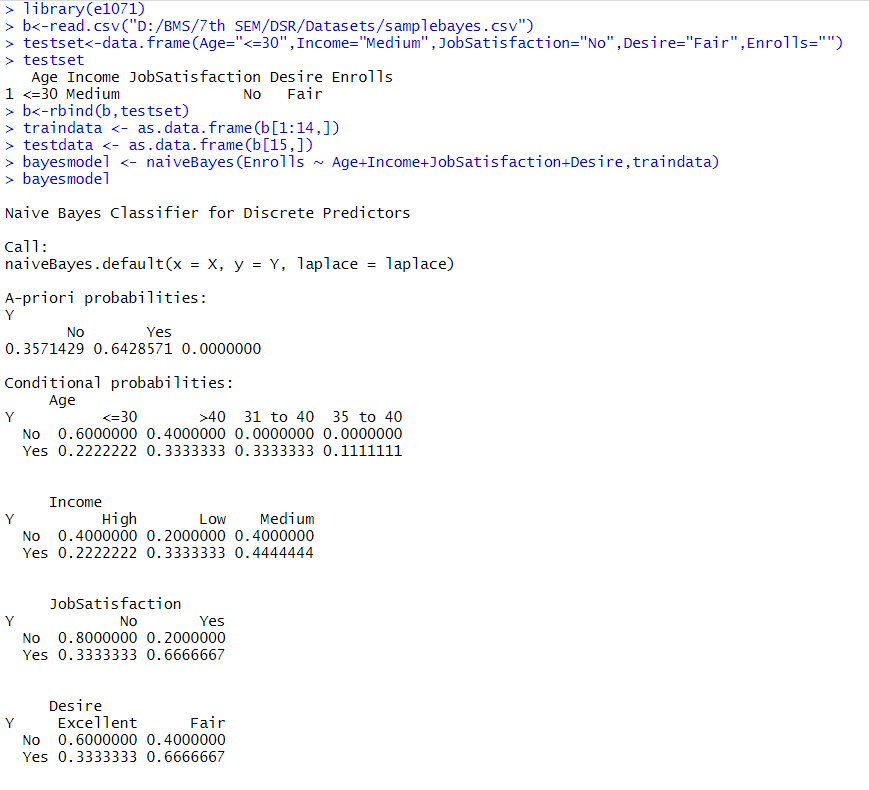 > library(e1071)
> b<-read.csv("D:/BMS/7th SEM/DSR/Datasets/samplebayes.csv")
> testset<-data.frame(Age="<=30",Income="Medium",JobSatisfaction="No",Desire="Fair",Enrolls="")
> testset
   Age Income JobSatisfaction Desire Enrolls
1 <=30 Medium              No   Fair
> b<-rbind(b,testset)
> traindata <- as.data.frame(b[1:14,])
> testdata <- as.data.frame(b[15,])
> bayesmodel <- naiveBayes(Enrolls ~ Age+Income+JobSatisfaction+Desire,traindata)
> bayesmodel

Naive Bayes Classifier for Discrete Predictors

Call:
naiveBayes.default(x = X, y = Y, laplace = laplace)

A-priori probabilities:
Y
       No       Yes
0.3571429 0.6428571 0.0000000

Conditional probabilities:
     Age
Y          <=30       >40  31 to 40  35 to 40
  No  0.6000000 0.4000000 0.0000000 0.0000000
  Yes 0.2222222 0.3333333 0.3333333 0.1111111

     Income
Y          High       Low    Medium
  No  0.4000000 0.2000000 0.4000000
  Yes 0.2222222 0.3333333 0.4444444

     JobSatisfaction
Y            No       Yes
  No  0.8000000 0.2000000
  Yes 0.3333333 0.6666667

     Desire
Y     Excellent      Fair
  No  0.6000000 0.4000000
  Yes 0.3333333 0.6666667